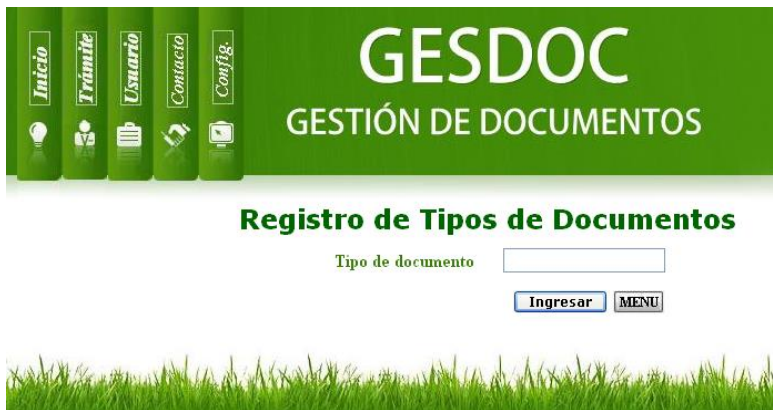 Inicio
Trámite
Usuario
Contacto
Config.
GESDOC
GESTIÓN DE DOCUMENTOS
Registro de Tipos de Documentos
Tipo de documento
Ingresar MENU